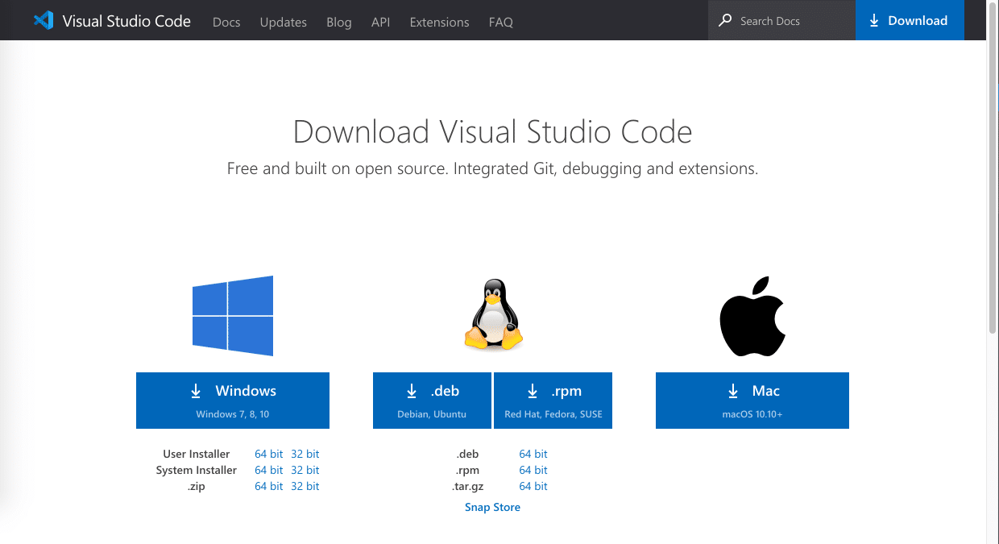 Visual Studio Code Docs Updates Blog API Extensions FAQ Search Docs Download
Download Visual Studio Code
Free and built on open source. Integrated Git, debugging and extensions.
Windows
Windows 7, 8, 10
.deb
Debian, Ubuntu
.rpm
Red Hat, Fedora, SUSE
Mac
macOS 10.10+
User Installer 64 bit 32 bit
System Installer 64 bit 32 bit
.zip 64 bit 32 bit
.deb 64 bit
.rpm 64 bit
.tar.gz 64 bit
Snap Store